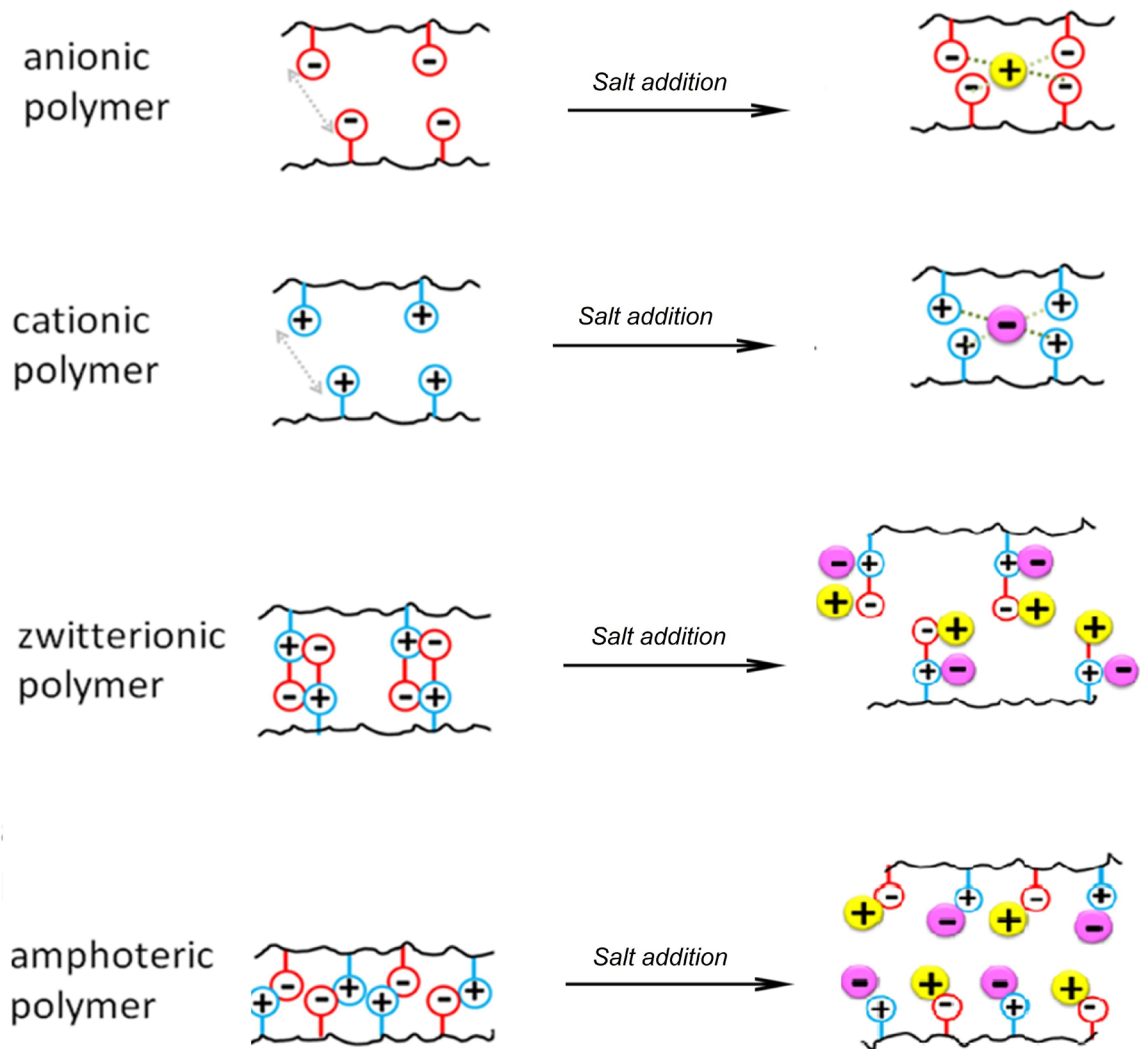 anionic
polymer
Salt addition
cationic
polymer
Salt addition
zwitterionic
polymer
Salt addition
amphoteric
polymer
Salt addition